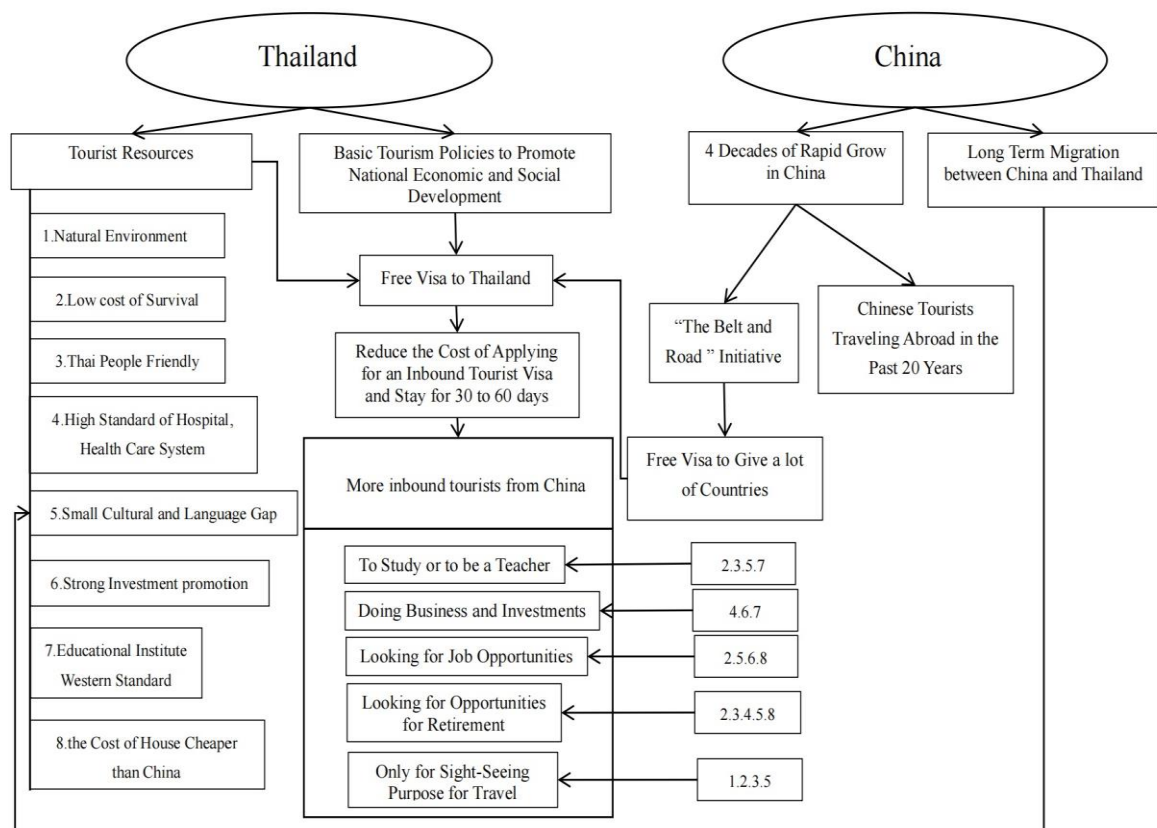 Thailand
China
Tourist Resources
Basic Tourism Policies to Promote
National Economic and Social
Development
4 Decades of Rapid Grow
in China
Long Term Migration
between China and Thailand
1.Natural Environment
2.Low cost of Survival
3.Thai People Friendly
4.High Standard of Hospital,
Health Care System
5.Small Cultural and Language Gap
6.Strong Investment promotion
7.Educational Institute
Western Standard
8.the Cost of House Cheaper
than China
Free Visa to Thailand
Reduce the Cost of Applying
for an Inbound Tourist Visa
and Stay for 30 to 60 days
More inbound tourists from China
“The Belt and
Road ” Initiative
Chinese Tourists
Traveling Abroad in the
Past 20 Years
Free Visa to Give a lot
of Countries
To Study or to be a Teacher
2.3.5.7
Doing Business and Investments
4.6.7
Looking for Job Opportunities
2.5.6.8
Looking for Opportunities
for Retirement
2.3.4.5.8
Only for Sight-Seeing
Purpose for Travel
1.2.3.5